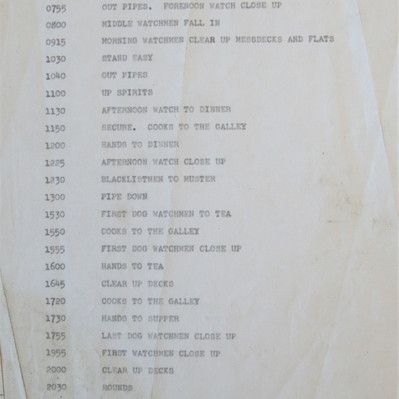 0755 OUT PIPES. FORENOON WATCH CLOSE UP
0800 MIDDLE WATCHMEN FALL IN
0915 MORNING WATCHMEN CLEAR UP MESSDECKS AND FLATS
1030 STAND EASY
1040 OUT PIPES
1100 UP SPIRITS
1130 AFTERNOON WATCH TO DINNER
1150 SECURE. COOKS TO THE GALLEY
1200 HANDS TO DINNER
1225 AFTERNOON WATCH CLOSE UP
1230 BLACKLISTMEN TO MUSTER
1300 PIPE DOWN
1530 FIRST DOG WATCHMEN TO TEA
1550 COOKS TO THE GALLEY
1555 FIRST DOG WATCHMEN CLOSE UP
1600 HANDS TO TEA
1645 CLEAR UP DECKS
1720 COOKS TO THE GALLEY
1730 HANDS TO SUPPER
1755 LAST DOG WATCHMEN CLOSE UP
1955 FIRST WATCHMEN CLOSE UP
2000 CLEAR UP DECKS
2030 ROUNDS